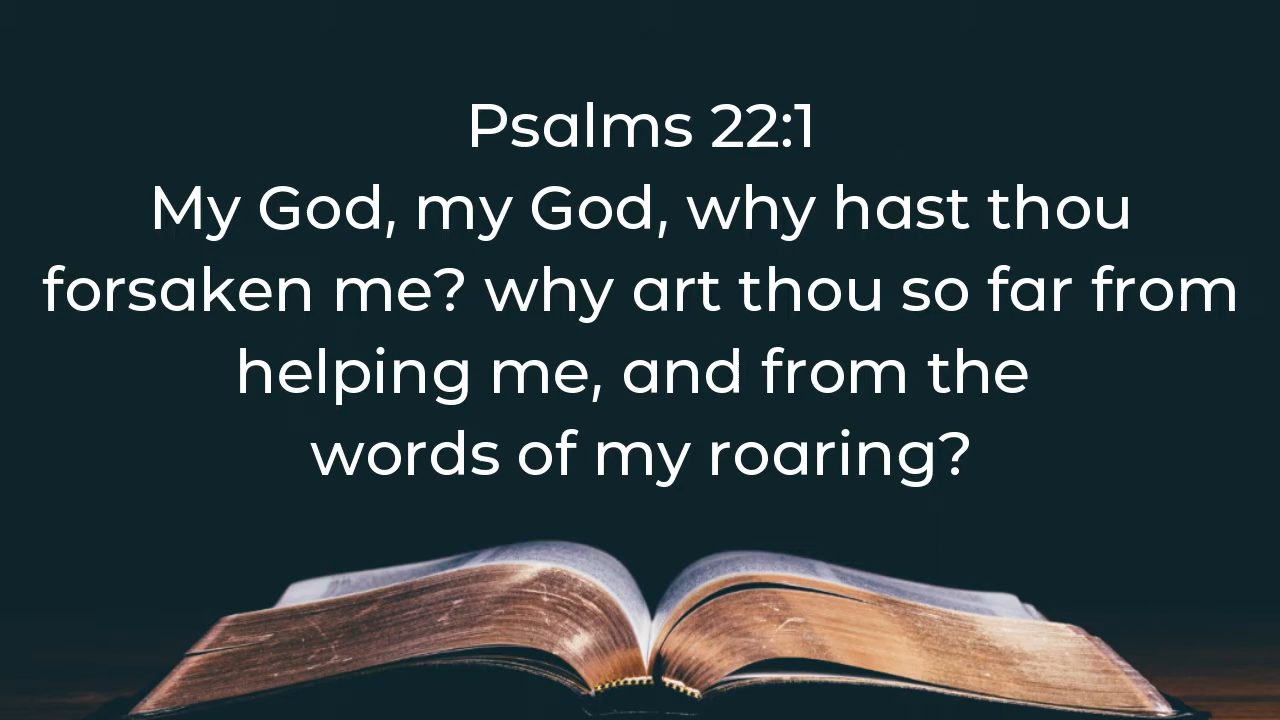 Psalms 22:1
My God, my God, why hast thou
forsaken me? why art thou so far from
helping me, and from the
words of my roaring?